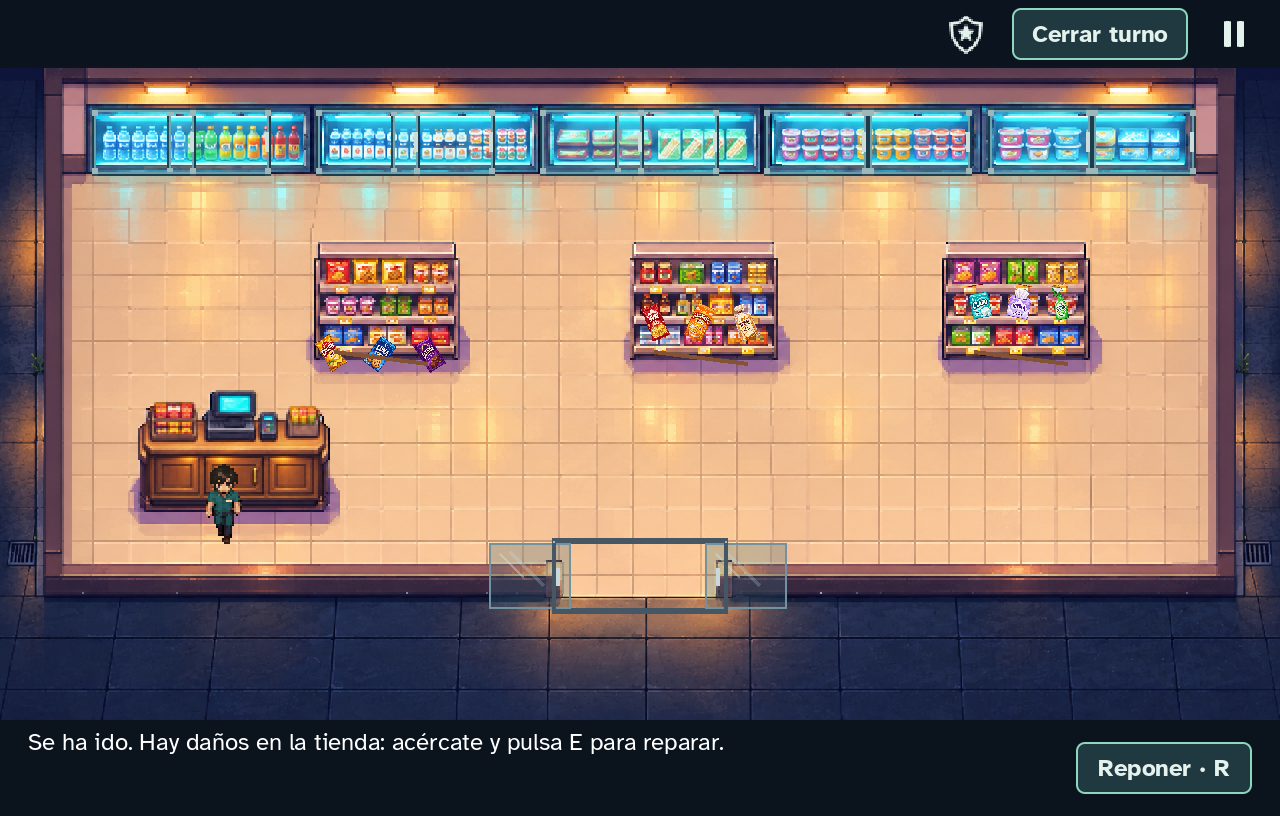 Cerrar turno
Se ha ido. Hay daños en la tienda: acércate y pulsa E para reparar.
Reponer · R